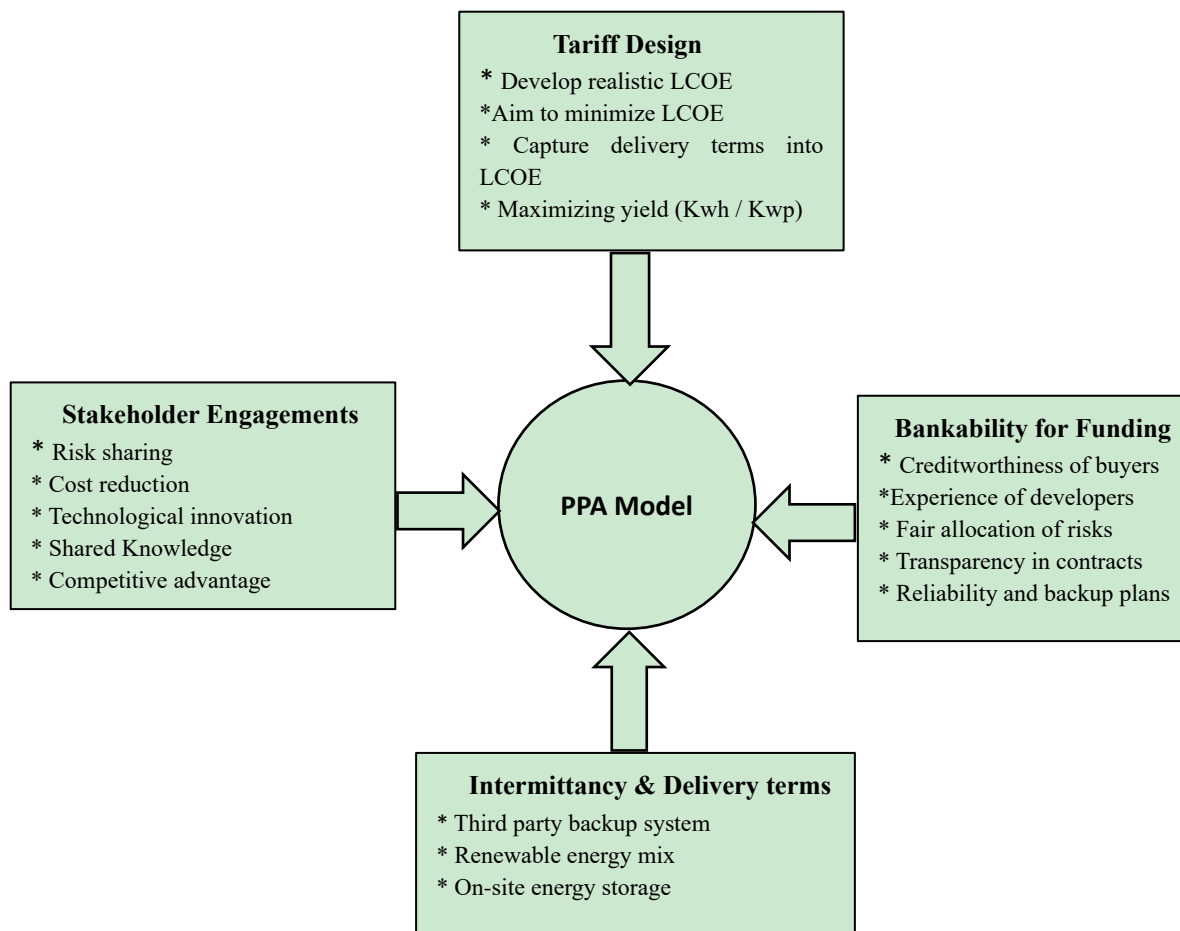 Tariff Design
* Develop realistic LCOE
*Aim to minimize LCOE
* Capture delivery terms into
LCOE
* Maximizing yield (Kwh / Kwp)
Stakeholder Engagements
* Risk sharing
* Cost reduction
* Technological innovation
* Shared Knowledge
* Competitive advantage
PPA Model
Bankability for Funding
* Creditworthiness of buyers
*Experience of developers
* Fair allocation of risks
* Transparency in contracts
* Reliability and backup plans
Intermittancy & Delivery terms
* Third party backup system
* Renewable energy mix
* On-site energy storage